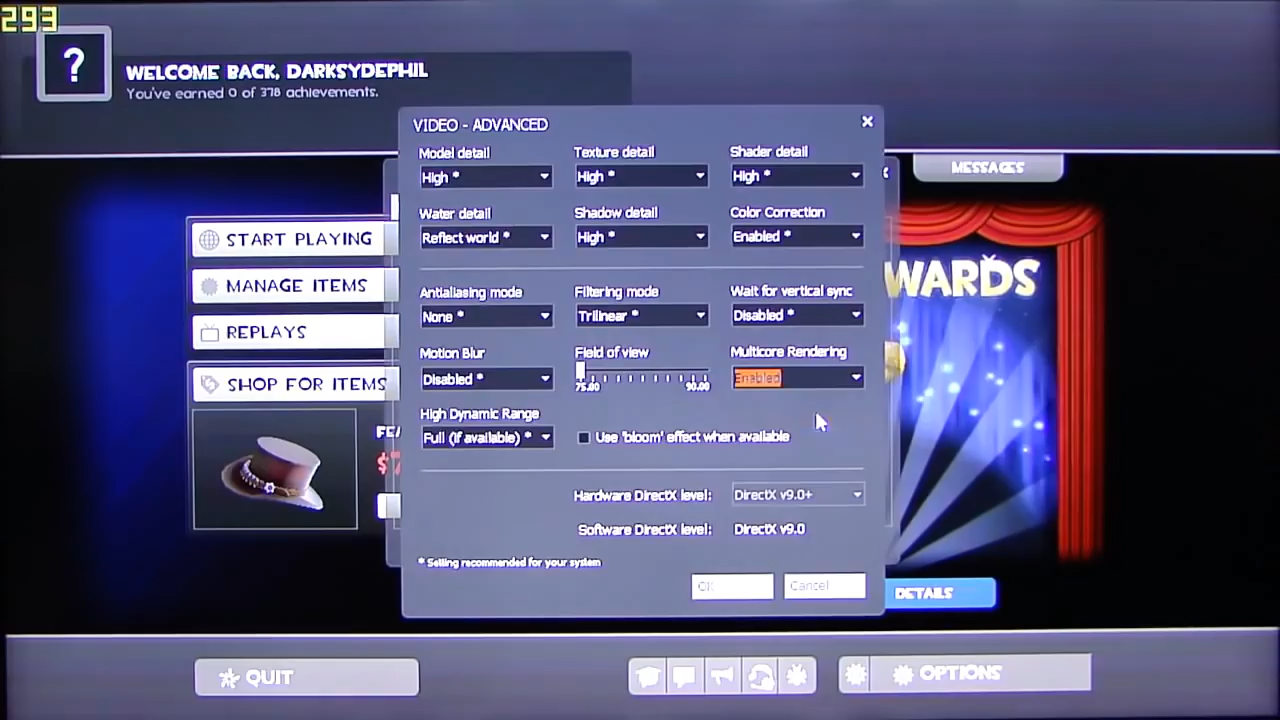 293
?
WELCOME BACK, DARKSYDEPHIL
You've earned 0 of 378 achievements.
VIDEO - ADVANCED
MESSAGES
Model detail
Texture detail
Shader detail
High *
High *
High *
Water detail
Shadow detail
Color Correction
Reflect world *
High *
Enabled *
START PLAYING
MANAGE ITEMS
REPLAYS
SHOP FOR ITEMS
WARDS
Antialiasing mode
Filtering mode
Wait for vertical sync
None *
Trilinear *
Disabled *
Motion Blur
Field of view
Multicore Rendering
Disabled *
75.00
90.00
Enabled
High Dynamic Range
Full (if available) *
Use 'bloom' effect when available
FEA
Hardware DirectX level:
DirectX v9.0+
Software DirectX level:
DirectX v9.0
* Setting recommended for your system
OK
Cancel
DETAILS
QUIT
OPTIONS